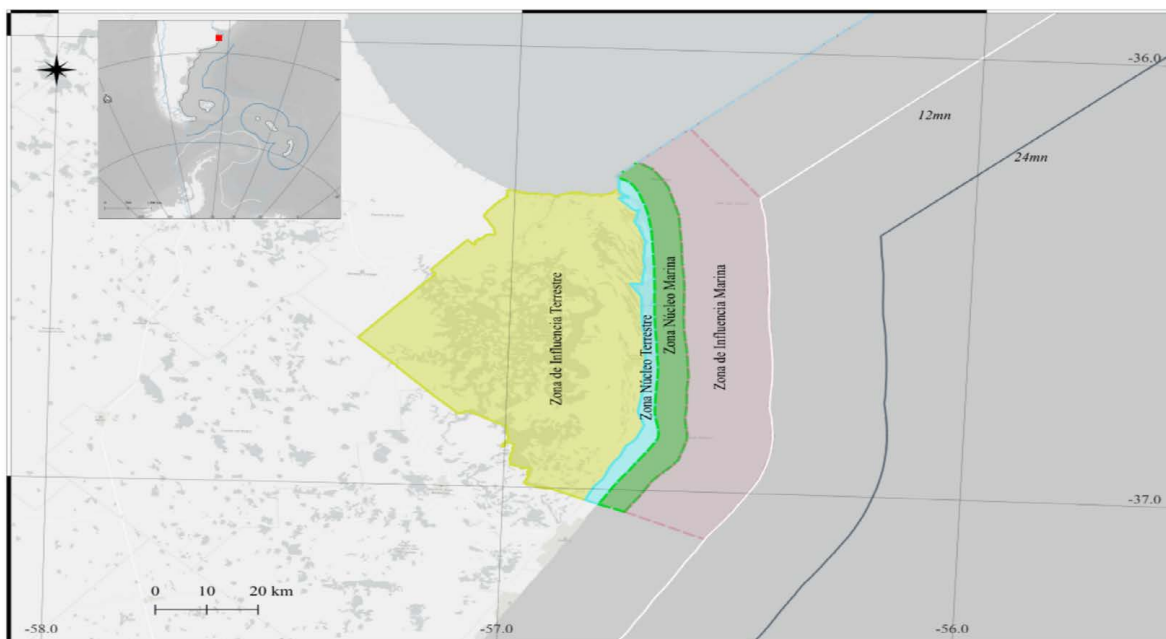 -36.0
12mn
24mn
Zona de Influencia Terrestre
Zona Núcleo Terrestre
Zona Núcleo Marina
Zona de Influencia Marina
-37.0
0 10 20 km
-58.0
-57.0
-56.0